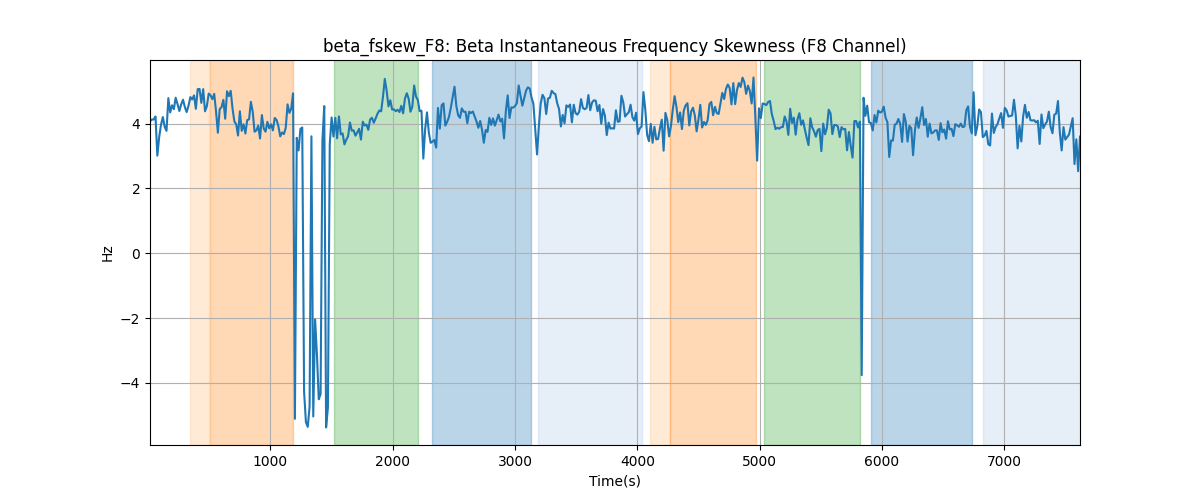 beta_fskew_F8: Beta Instantaneous Frequency Skewness (F8 Channel)
4
2
0
−2
−4
Hz
1000 2000 3000 4000 5000 6000 7000
Time(s)